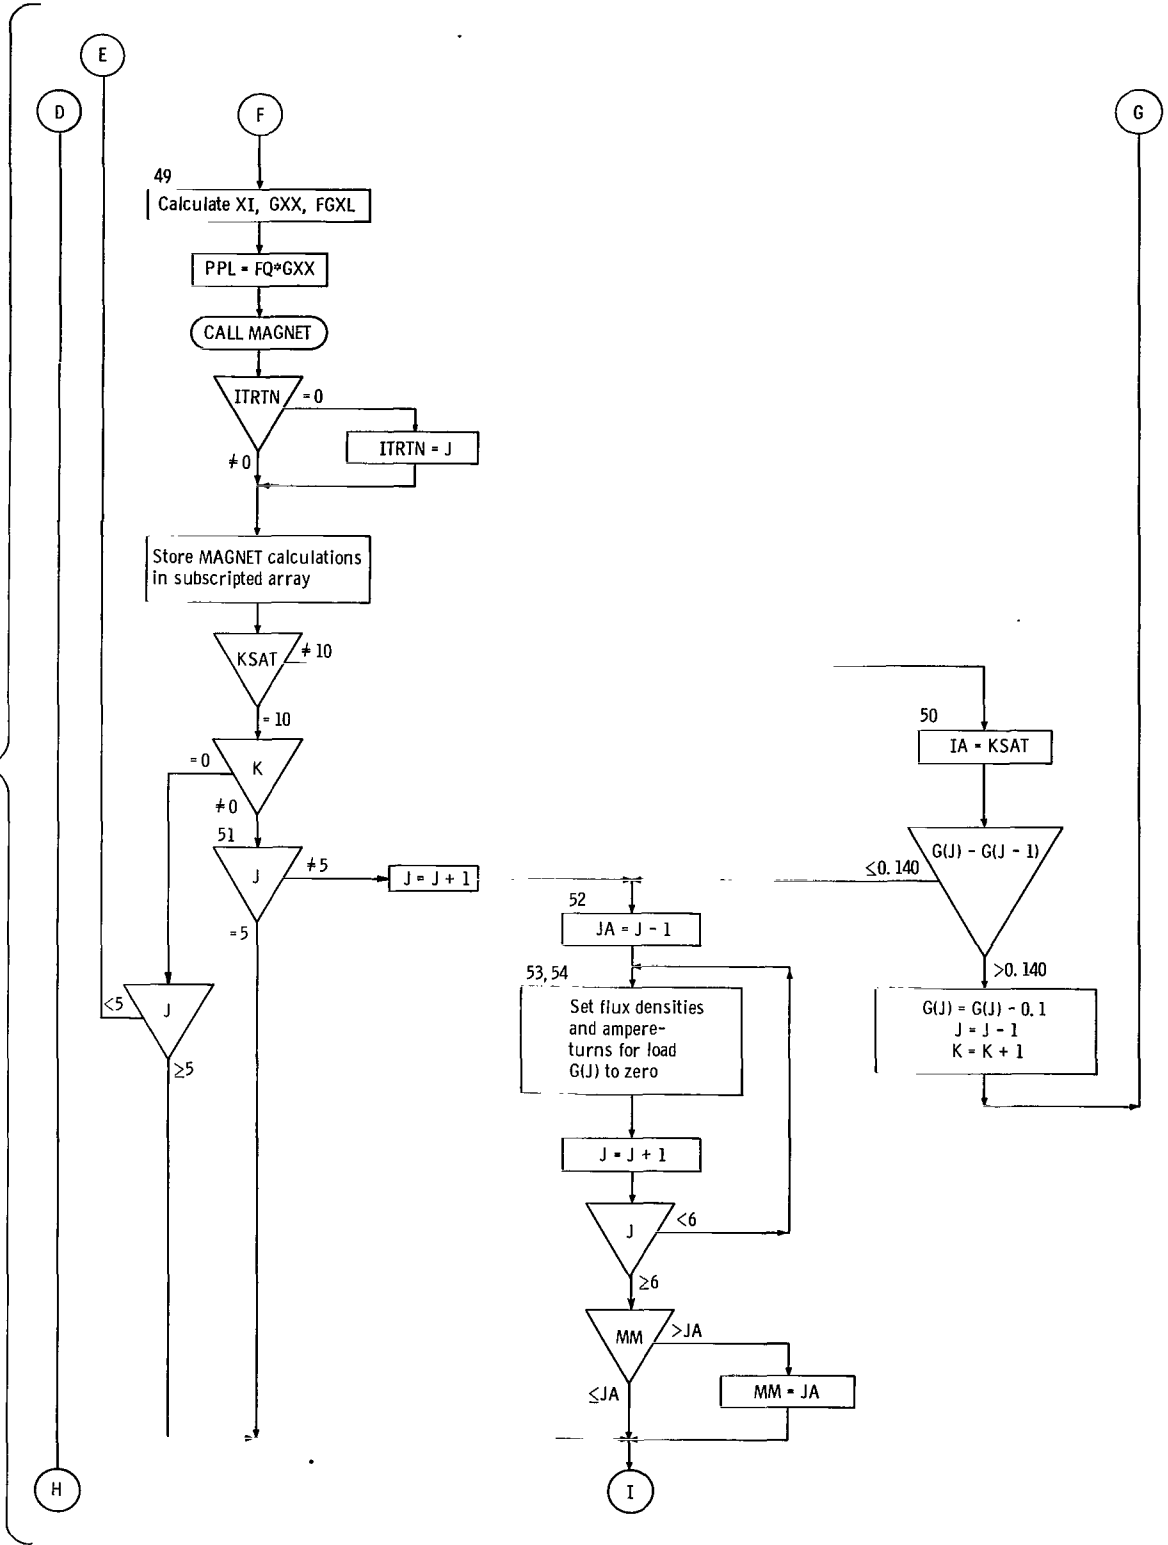 E
D
F
G
49
Calculate XI, GXX, FGXL
PPL = FQ*GXX
CALL MAGNET
ITRTN
= 0
ITRTN = J
≠ 0
Store MAGNET calculations
in subscripted array
KSAT
≠ 10
= 10
50
IA = KSAT
= 0
K
≠ 0
51
J
≠ 5
J = J + 1
= 5
G(J) - G(J - 1)
≤0. 140
>0. 140
52
JA = J - 1
53, 54
Set flux densities
and ampere-
turns for load
G(J) to zero
G(J) = G(J) - 0. 1
J = J - 1
K = K + 1
<5
J
≥5
J = J + 1
J
<6
≥6
MM
>JA
≤JA
MM = JA
H
I